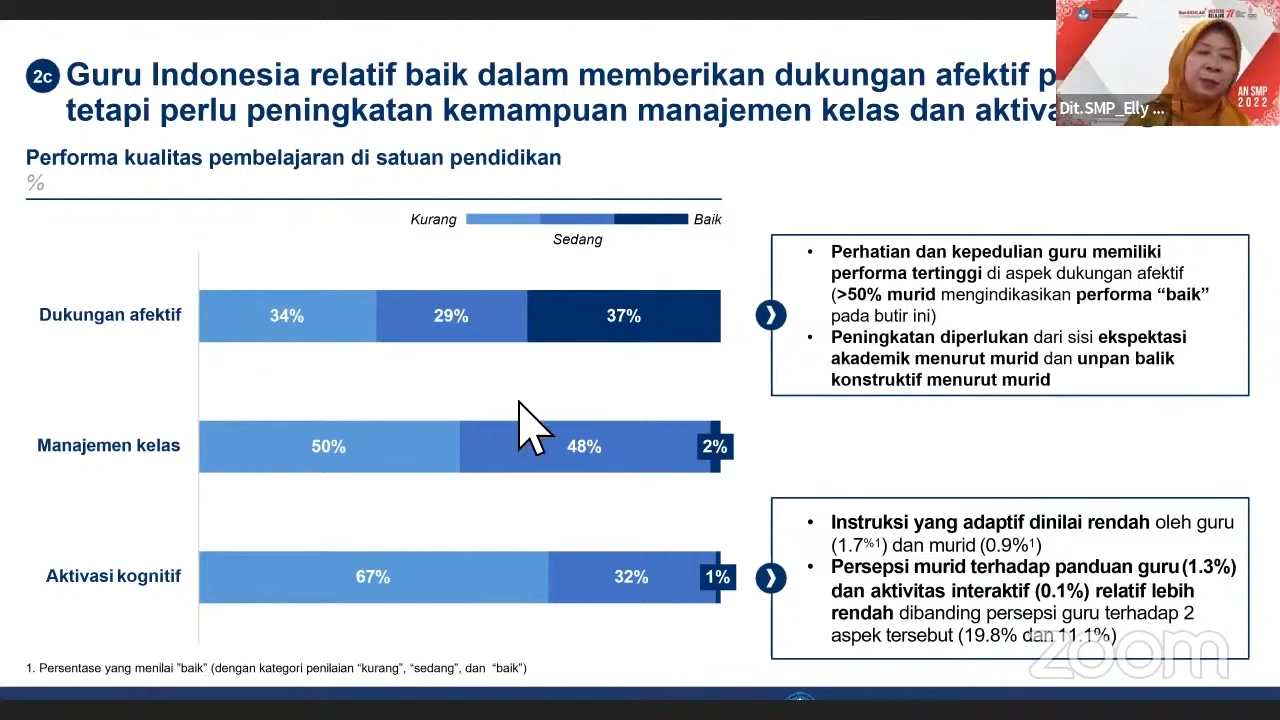 2c Guru Indonesia relatif baik dalam memberikan dukungan afektif
tetapi perlu peningkatan kemampuan manajemen kelas dan
Performa kualitas pembelajaran di satuan pendidikan
%
Kurang
Baik
Sedang
Dukungan afektif
34%
29%
37%
Manajemen kelas
50%
48%
2%
Aktivasi kognitif
67%
32%
1%
• Perhatian dan kepedulian guru memiliki
performa tertinggi di aspek dukungan afektif
(>50% murid mengindikasikan performa “baik”
pada butir ini)
• Peningkatan diperlukan dari sisi ekspektasi
akademik menurut murid dan unpan balik
konstruktif menurut murid
• Instruksi yang adaptif dinilai rendah oleh guru
(1.7%¹) dan murid (0.9%¹)
• Persepsi murid terhadap panduan guru (1.3%)
dan aktivitas interaktif (0.1%) relatif lebih
rendah dibanding persepsi guru terhadap 2
aspek tersebut (19.8% dan 11.1%)
1. Persentase yang menilai ”baik” (dengan kategori penilaian “kurang”, “sedang”, dan “baik”)
AN SMP
2022
Dit.SMP_Elly ...
zoom